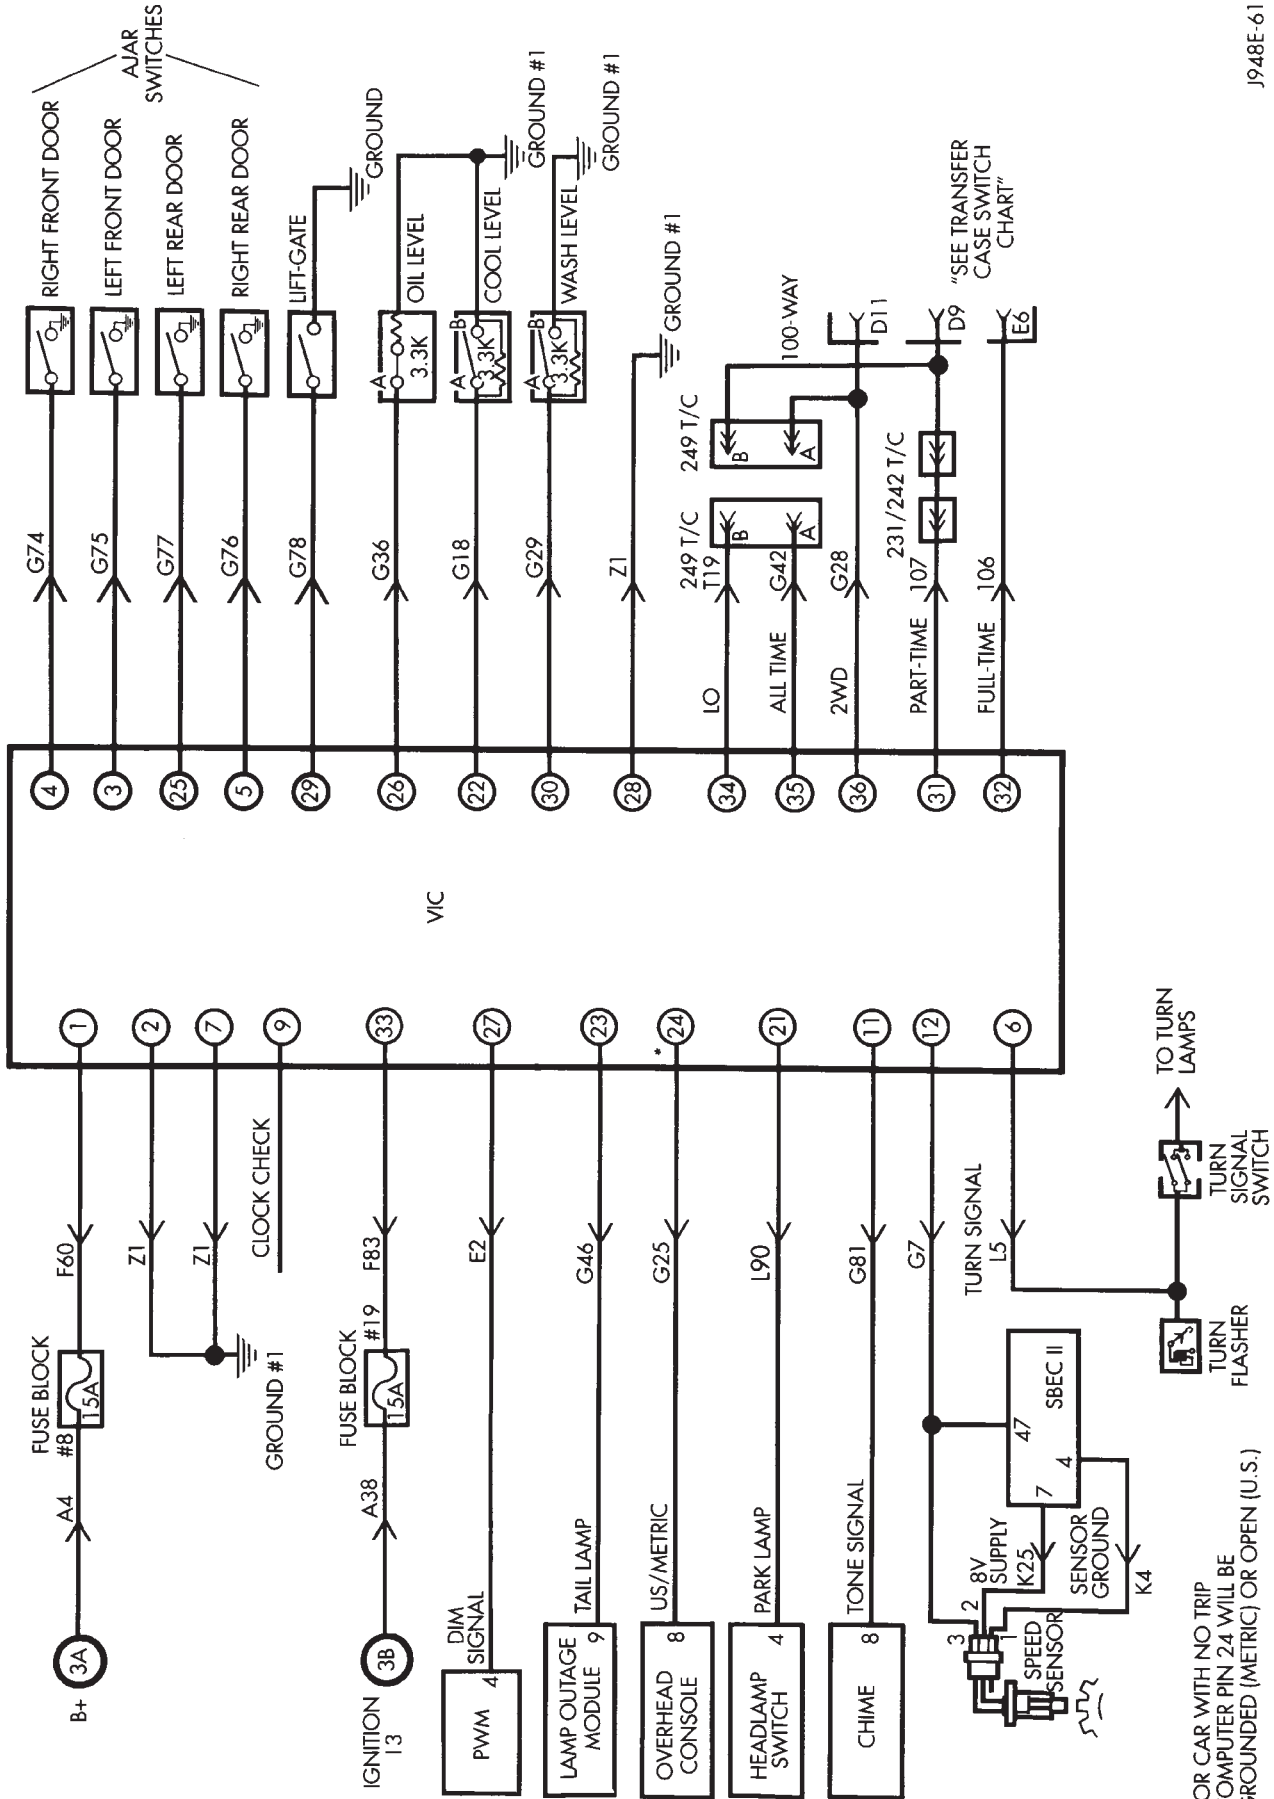 B+
3A
A4
FUSE BLOCK
#8
15A
F60
1
Z1
2
Z1
7
GROUND #1
CLOCK CHECK
9
IGNITION
13
3B
A38
FUSE BLOCK
#19
15A
F83
33
PWM
4
DIM
SIGNAL
E2
27
LAMP OUTAGE
MODULE
9
TAIL LAMP
G46
23
OVERHEAD
CONSOLE
8
US/METRIC
G25
*
24
HEADLAMP
SWITCH
4
PARK LAMP
L90
21
CHIME
8
TONE SIGNAL
G81
11
G7
12
SPEED
SENSOR
3
2
1
8V
SUPPLY
K25
SENSOR
GROUND
K4
47
7
4
SBEC II
TURN SIGNAL
L5
6
TURN
FLASHER
TURN
SIGNAL
SWITCH
TO TURN
LAMPS
OR CAR WITH NO TRIP
OMPUTER PIN 24 WILL BE
GROUNDED (METRIC) OR OPEN (U.S.)
VIC
4
G74
RIGHT FRONT DOOR
3
G75
LEFT FRONT DOOR
25
G77
LEFT REAR DOOR
5
G76
RIGHT REAR DOOR
AJAR
SWITCHES
29
G78
LIFT-GATE
GROUND
26
G36
A
3.3K
OIL LEVEL
22
G18
A
B
3.3K
COOL LEVEL
GROUND #1
30
G29
A
B
3.3K
WASH LEVEL
GROUND #1
28
Z1
GROUND #1
34
LO
T19
249 T/C
B
249 T/C
B
35
ALL TIME
G42
A
A
100-WAY
36
2WD
G28
D11
31
PART-TIME
107
231/242 T/C
D9
32
FULL-TIME
106
E6
"SEE TRANSFER
CASE SWITCH
CHART"
J948E-61